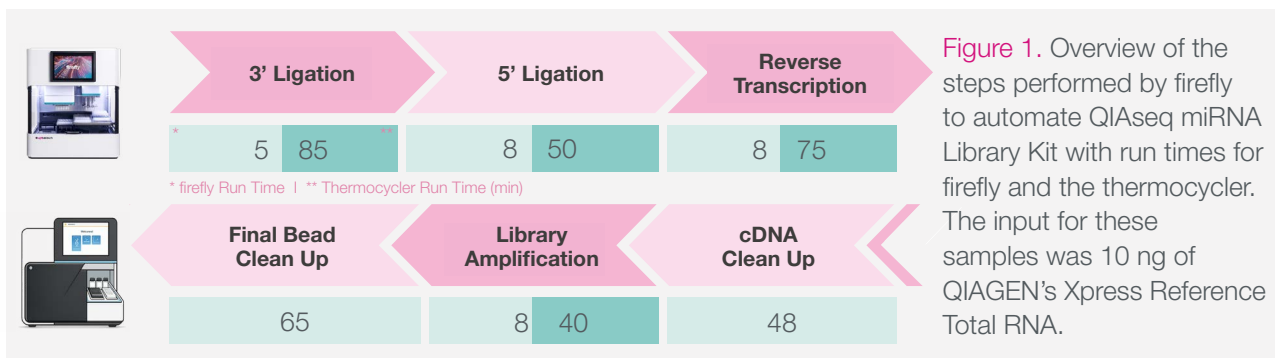 3’ Ligation
5’ Ligation
Reverse
Transcription
* 5 85 **
8 50
8 75
* firefly Run Time | ** Thermocycler Run Time (min)
Final Bead
Clean Up
Library
Amplification
cDNA
Clean Up
65
8 40
48
Figure 1. Overview of the
steps performed by firefly
to automate QIAseq miRNA
Library Kit with run times for
firefly and the thermocycler.
The input for these
samples was 10 ng of
QIAGEN’s Xpress Reference
Total RNA.